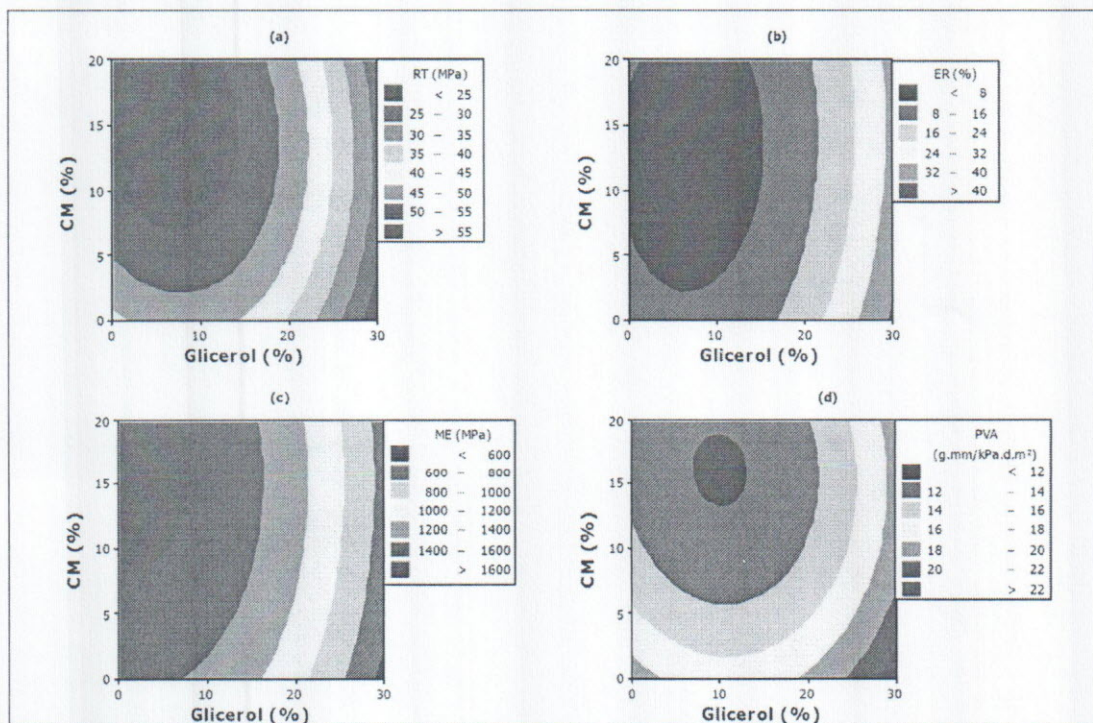 (a)
RT (MPa)
< 25
25 – 30
30 – 35
35 – 40
40 – 45
45 – 50
50 – 55
> 55
CM (%)
20
15
10
5
0
0 10 20 30
Glicerol (%)
(b)
ER (%)
< 8
8 – 16
16 – 24
24 – 32
32 – 40
> 40
CM (%)
20
15
10
5
0
0 10 20 30
Glicerol (%)
(c)
ME (MPa)
< 600
600 – 800
800 – 1000
1000 – 1200
1200 – 1400
1400 – 1600
> 1600
CM (%)
20
15
10
5
0
0 10 20 30
Glicerol (%)
(d)
PVA
(g.mm/kPa.d.m²)
< 12
12 – 14
14 – 16
16 – 18
18 – 20
20 – 22
> 22
CM (%)
20
15
10
5
0
0 10 20 30
Glicerol (%)